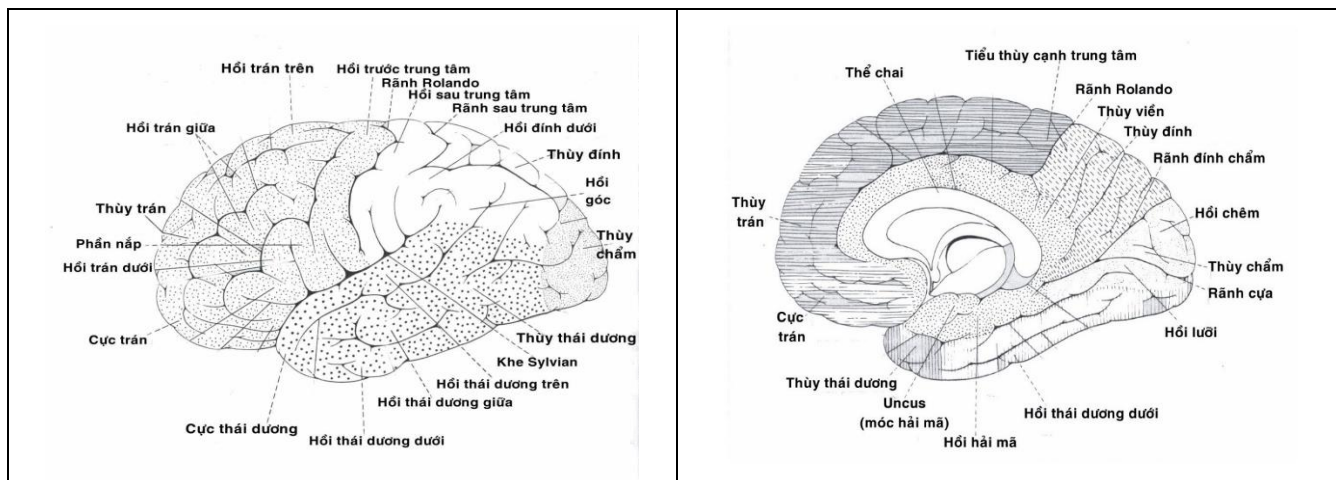 Hồi trán trên
Hồi trước trung tâm
Rãnh Rolando
Hồi sau trung tâm
Rãnh sau trung tâm
Hồi trán giữa
Hồi đính dưới
Thùy đính
Hồi
góc
Thùy trán
Phần nắp
Thùy
chẩm
Hồi trán dưới
Cực trán
Thùy thái dương
Khe Sylvian
Hồi thái dương trên
Hồi thái dương giữa
Cực thái dương
Hồi thái dương dưới
Tiểu thùy cạnh trung tâm
Thể chai
Rãnh Rolando
Thùy viền
Thùy đính
Rãnh đính chẩm
Thùy
trán
Hồi chêm
Thùy chẩm
Rãnh cựa
Cực
trán
Hồi lưỡi
Thùy thái dương
Uncus
(móc hải mã)
Hồi thái dương dưới
Hồi hải mã